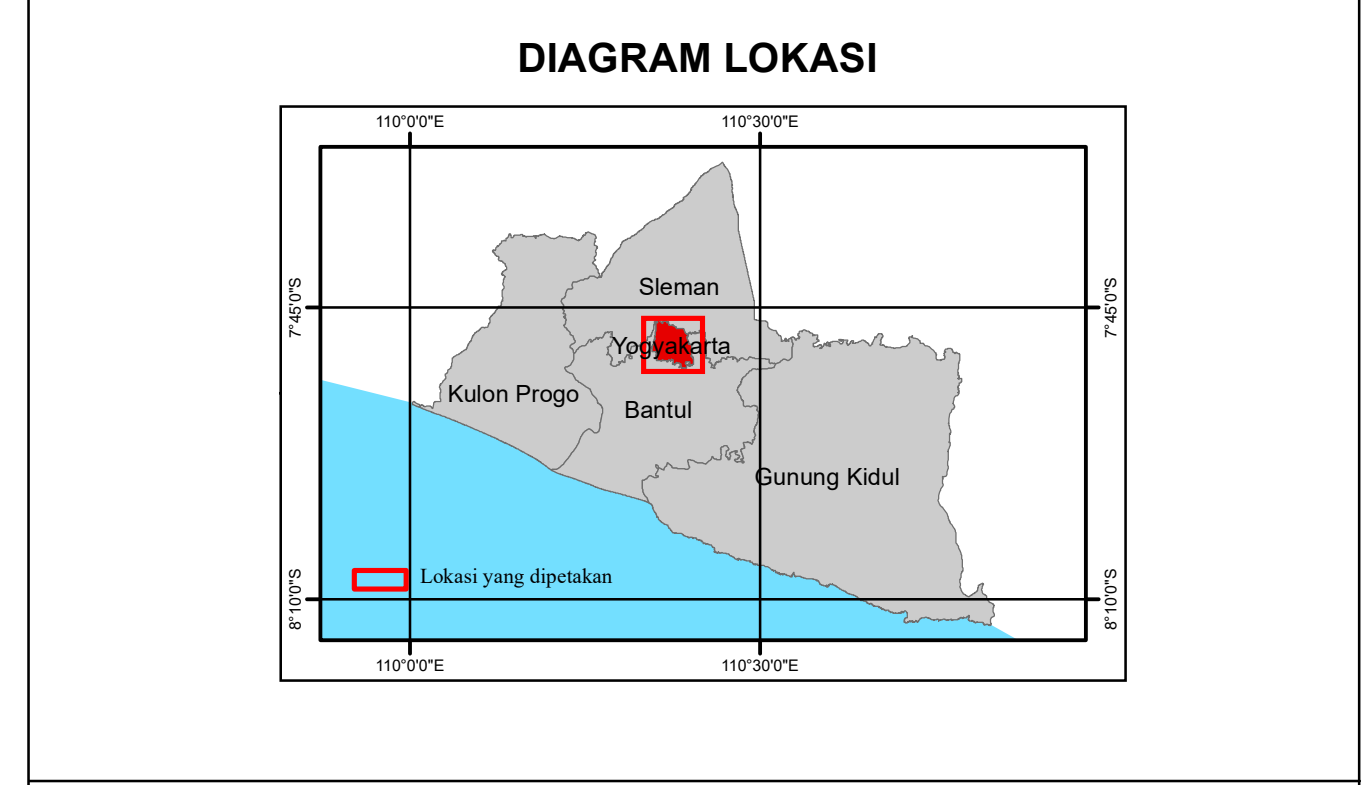 DIAGRAM LOKASI
110°0'0"E
110°30'0"E
7°45'0"S
7°45'0"S
Sleman
Yogyakarta
Kulon Progo
Bantul
Gunung Kidul
Lokasi yang dipetakan
8°10'0"S
8°10'0"S
110°0'0"E
110°30'0"E